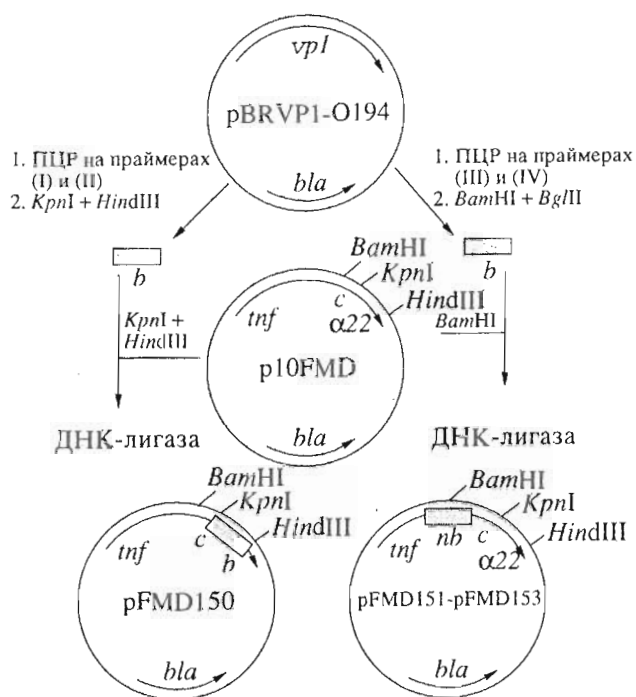 vp1
pBRVP1-O194
bla
1. ПЦР на праймерах
(I) и (II)
2. KpnI + HindIII
1. ПЦР на праймерах
(III) и (IV)
2. BamHI + BglII
b
b
BamHI
KpnI
HindIII
tnf
c
α22
p10FMD
bla
KpnI +
HindIII
BamHI
ДНК-лигаза
ДНК-лигаза
BamHI
KpnI
HindIII
tnf
c
b
pFMD150
bla
BamHI
KpnI
HindIII
tnf
nb
c
α22
pFMD151-pFMD153
bla